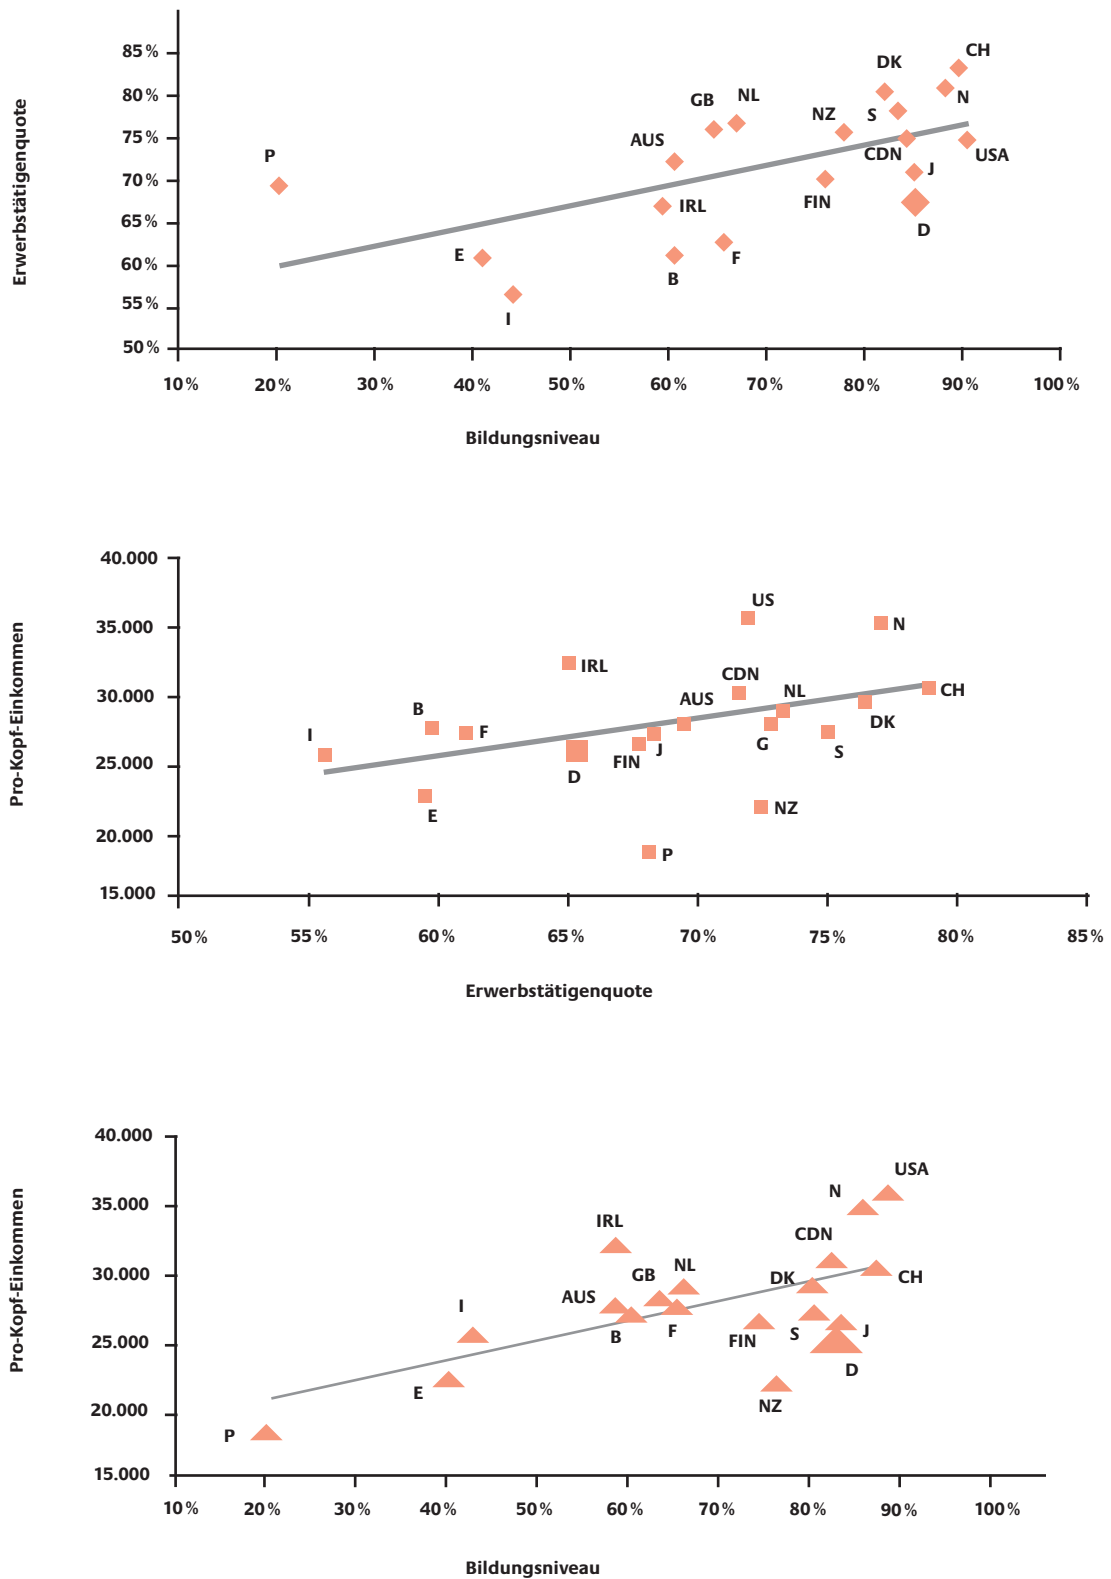 85%
80%
75%
70%
65%
60%
55%
50%
Erwerbstätigenquote
CH
DK
N
GB
NL
S
NZ
AUS
CDN
USA
P
J
FIN
IRL
D
E
B
F
I
10% 20% 30% 40% 50% 60% 70% 80% 90% 100%
Bildungsniveau
40.000
35.000
30.000
25.000
20.000
15.000
Pro-Kopf-Einkommen
US
N
IRL
CDN
NL
CH
AUS
B
F
DK
I
J
G
S
FIN
D
E
NZ
P
50% 55% 60% 65% 70% 75% 80% 85%
Erwerbstätigenquote
40.000
35.000
30.000
25.000
20.000
15.000
Pro-Kopf-Einkommen
USA
N
IRL
CDN
NL
GB
DK
CH
AUS
I
B
F
FIN
S
J
D
E
NZ
P
10% 20% 30% 40% 50% 60% 70% 80% 90% 100%
Bildungsniveau